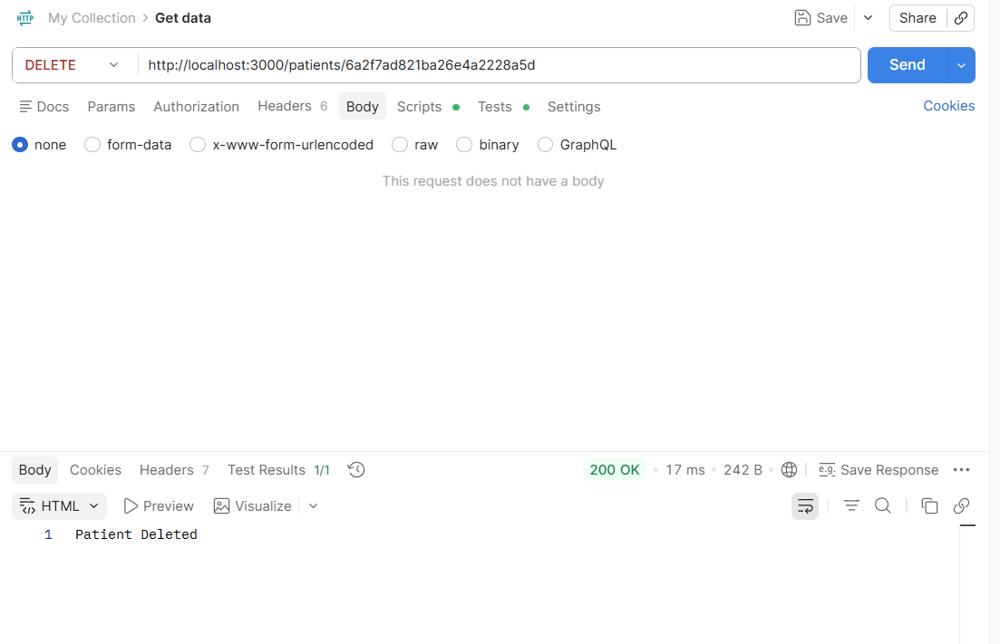 HTTP My Collection > Get data Save Share
DELETE http://localhost:3000/patients/6a2f7ad821ba26e4a2228a5d Send
Docs Params Authorization Headers 6 Body Scripts Tests Settings Cookies
none form-data x-www-form-urlencoded raw binary GraphQL
This request does not have a body
Body Cookies Headers 7 Test Results 1/1 200 OK • 17 ms • 242 B • e.g. Save Response
HTML Preview Visualize
1 Patient Deleted